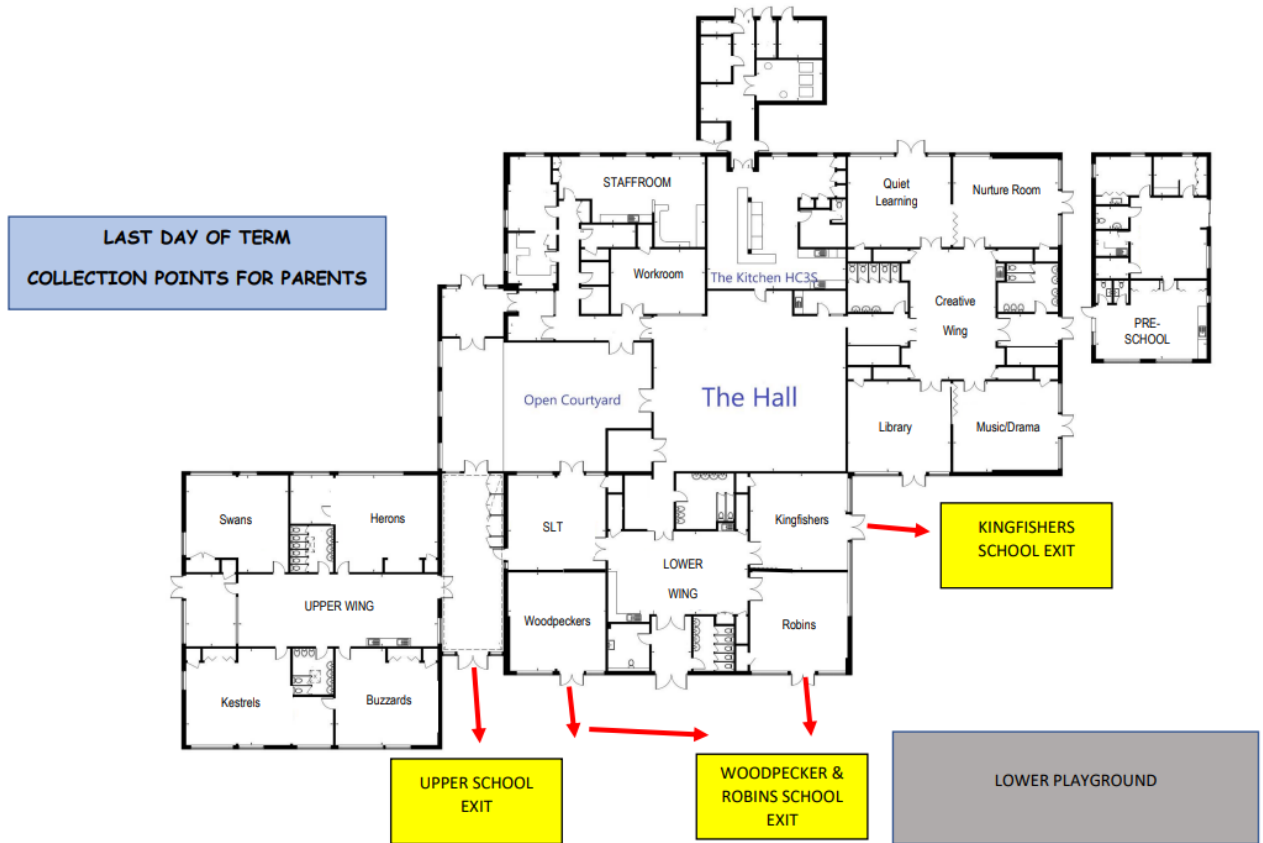 LAST DAY OF TERM
COLLECTION POINTS FOR PARENTS
STAFFROOM
Workroom
The Kitchen HC3S
Quiet
Learning
Nurture Room
Creative
Wing
PRE-
SCHOOL
Open Courtyard
The Hall
Library
Music/Drama
Swans
Herons
SLT
Kingfishers
KINGFISHERS
SCHOOL EXIT
LOWER
WING
UPPER WING
Woodpeckers
Robins
Kestrels
Buzzards
UPPER SCHOOL
EXIT
WOODPECKER &
ROBINS SCHOOL
EXIT
LOWER PLAYGROUND